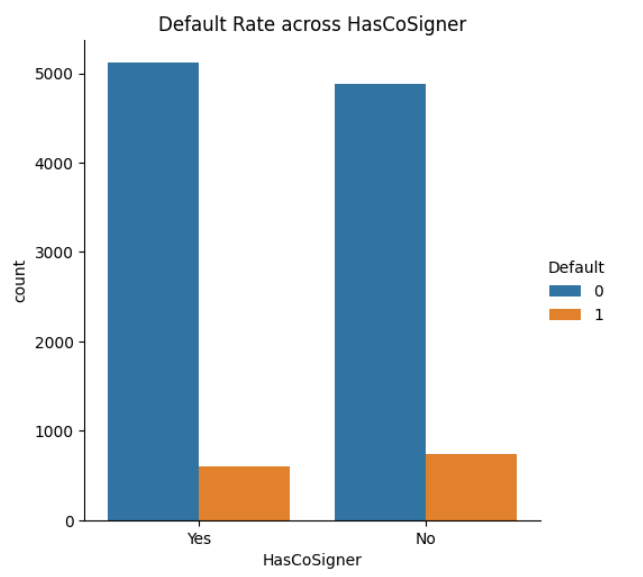 Default Rate across HasCoSigner
5000
4000
3000
2000
1000
0
count
Yes No
HasCoSigner
Default
0
1